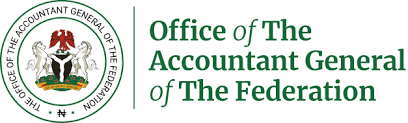 THE OFFICE OF THE ACCOUNTANT GENERAL OF THE FEDERATION
₦
Office of The
Accountant General
of The Federation